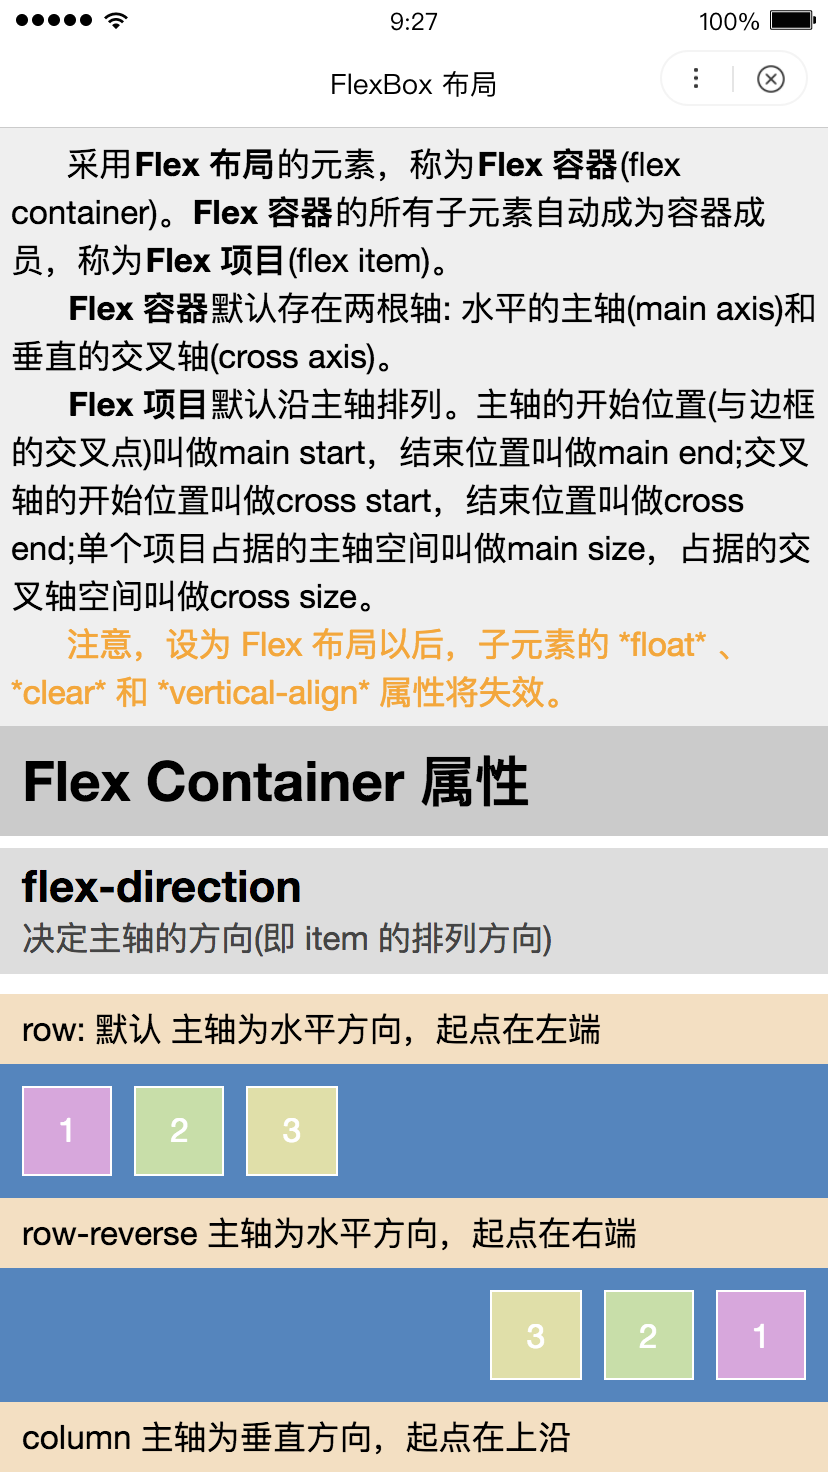 9:27
100%
FlexBox 布局
采用Flex 布局的元素，称为Flex 容器(flex
container)。Flex 容器的所有子元素自动成为容器成
员，称为Flex 项目(flex item)。
Flex 容器默认存在两根轴: 水平的主轴(main axis)和
垂直的交叉轴(cross axis)。
Flex 项目默认沿主轴排列。主轴的开始位置(与边框
的交叉点)叫做main start，结束位置叫做main end;交叉
轴的开始位置叫做cross start，结束位置叫做cross
end;单个项目占据的主轴空间叫做main size，占据的交
叉轴空间叫做cross size。
注意，设为 Flex 布局以后，子元素的 *float* 、
*clear* 和 *vertical-align* 属性将失效。
Flex Container 属性
flex-direction
决定主轴的方向(即 item 的排列方向)
row: 默认 主轴为水平方向，起点在左端
1 2 3
row-reverse 主轴为水平方向，起点在右端
3 2 1
column 主轴为垂直方向，起点在上沿